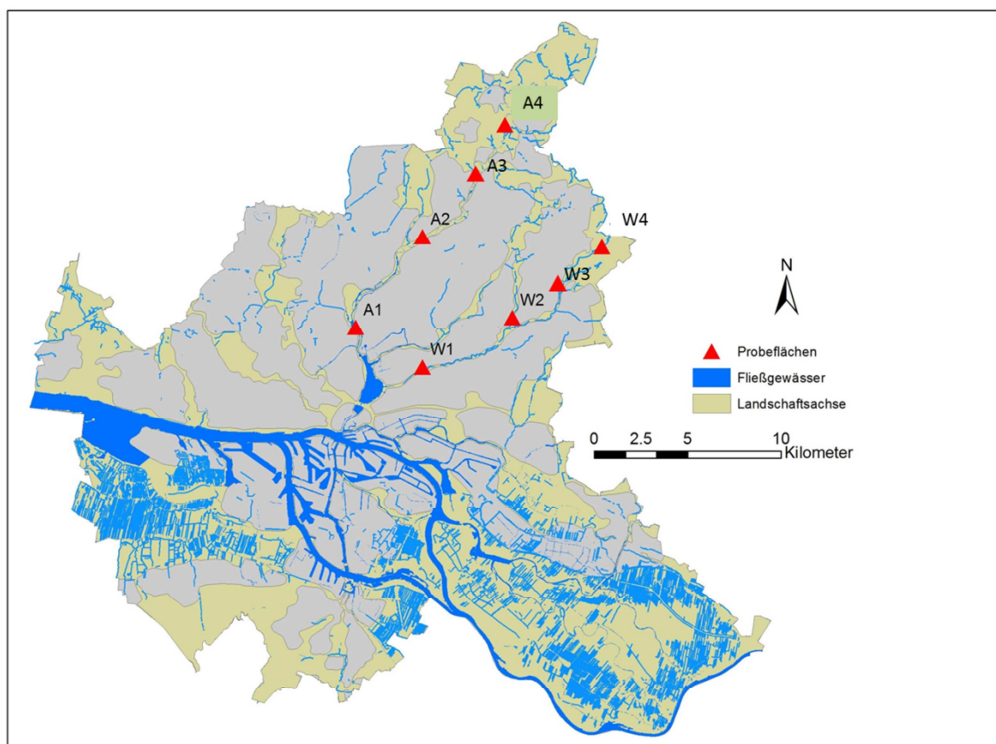 A4
A3
A2
W4
W3
A1
W2
W1
N
Probeflächen
Fließgewässer
Landschaftsachse
0 2.5 5 10
Kilometer